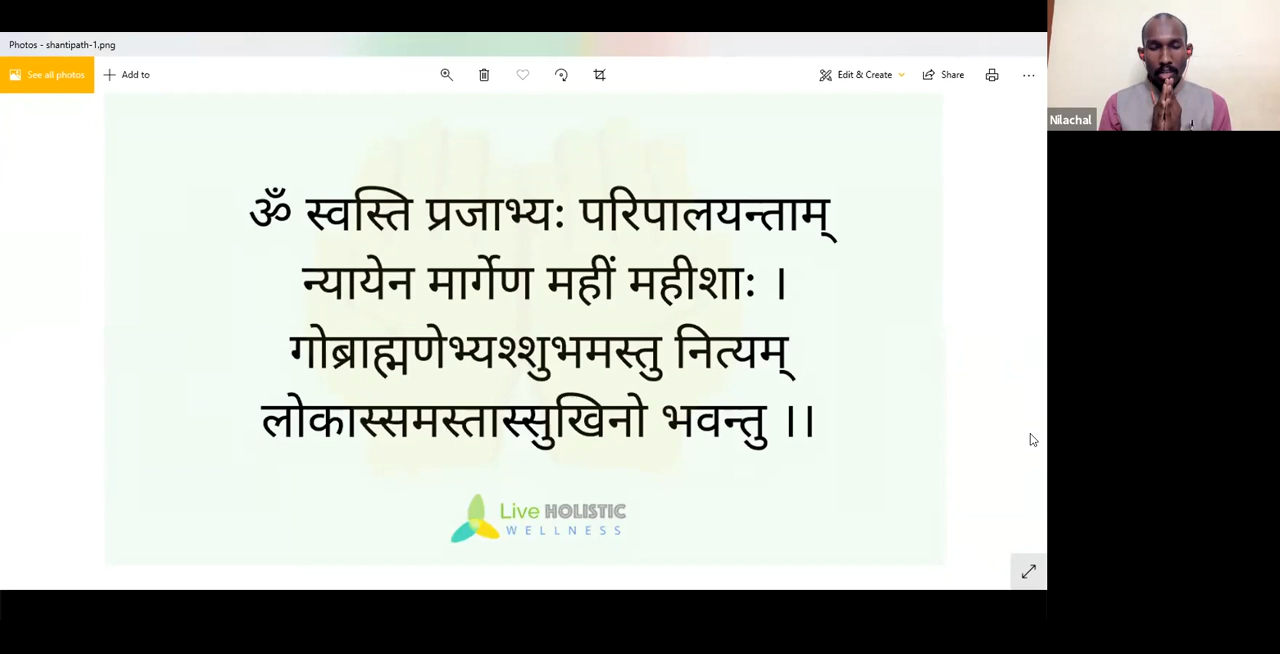 Photos - shantipath-1.png
See all photos
Add to
Edit & Create
Share
Nilachal
ॐ स्वस्ति प्रजाभ्यः परिपालयन्ताम्
न्यायेन मार्गेण महीं महीशाः ।
गोब्राह्मणेभ्यश्शुभमस्तु नित्यम्
लोकास्समस्तास्सुखिनो भवन्तु ।।
Live HOLISTIC
WELLNESS